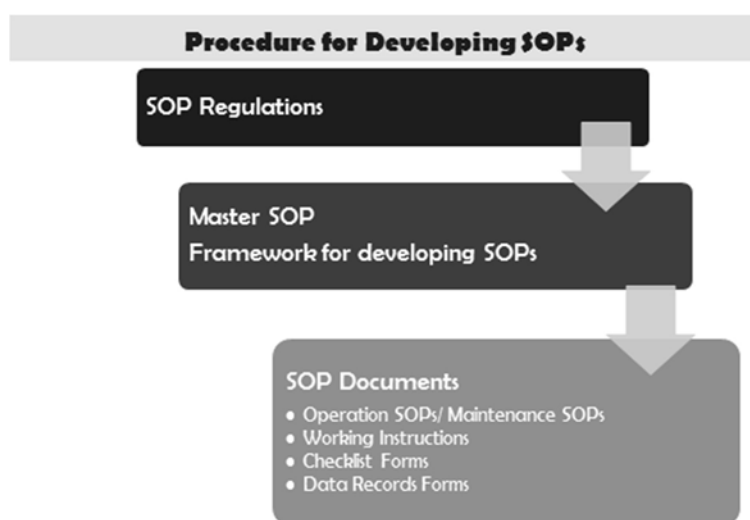 Procedure for Developing SOPs
SOP Regulations
Master SOP
Framework for developing SOPs
SOP Documents
• Operation SOPs/ Maintenance SOPs
• Working Instructions
• Checklist Forms
• Data Records Forms